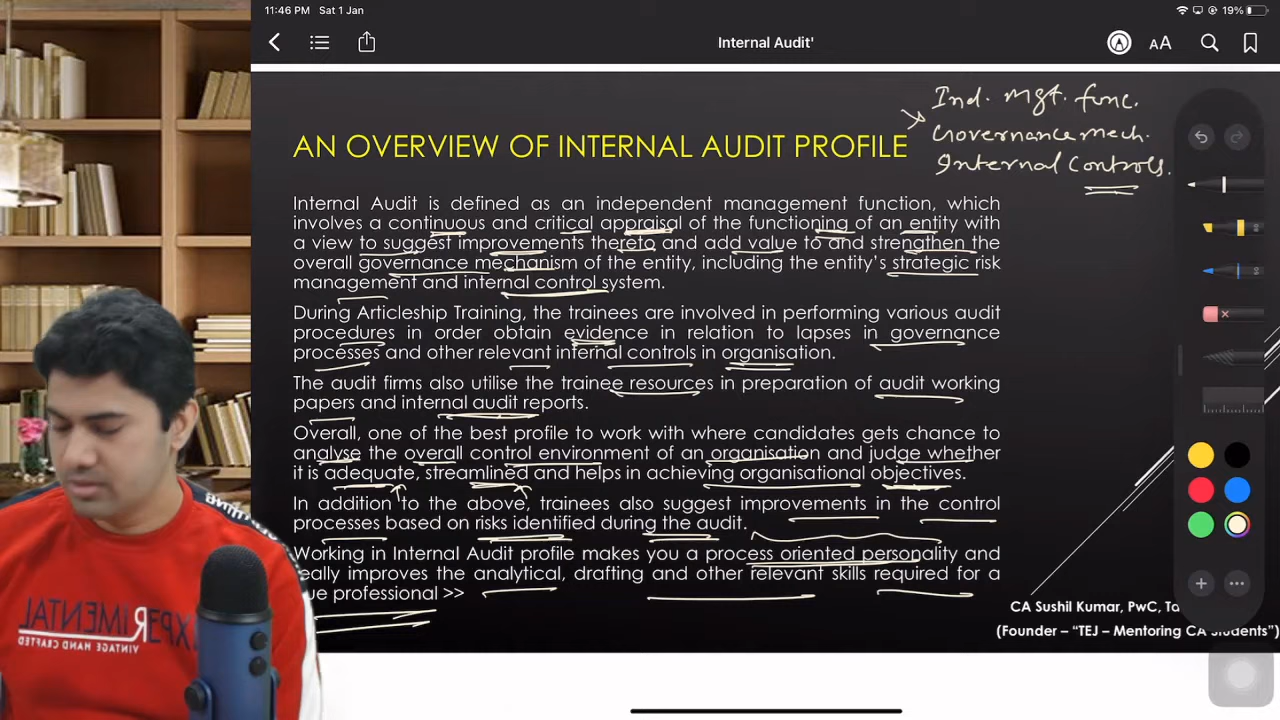 11:46 PM Sat 1 Jan
19%
Internal Audit'
AA
Ind. Mgt. func.
Governance mech.
Internal Controls.
AN OVERVIEW OF INTERNAL AUDIT PROFILE
Internal Audit is defined as an independent management function, which
involves a continuous and critical appraisal of the functioning of an entity with
a view to suggest improvements thereto and add value to and strengthen the
overall governance mechanism of the entity, including the entity's strategic risk
management and internal control system.
During Articleship Training, the trainees are involved in performing various audit
procedures in order obtain evidence in relation to lapses in governance
processes and other relevant internal controls in organisation.
The audit firms also utilise the trainee resources in preparation of audit working
papers and internal audit reports.
Overall, one of the best profile to work with where candidates gets chance to
analyse the overall control environment of an organisation and judge whether
it is adequate, streamlined and helps in achieving organisational objectives.
In addition to the above, trainees also suggest improvements in the control
processes based on risks identified during the audit.
Working in Internal Audit profile makes you a process oriented personality and
eally improves the analytical, drafting and other relevant skills required for a
ue professional >>
CA Sushil Kumar, PwC, Ta
(Founder – "TEJ – Mentoring CA Students")
EXPERIMENTAL
VINTAGE HAND CRAFTED